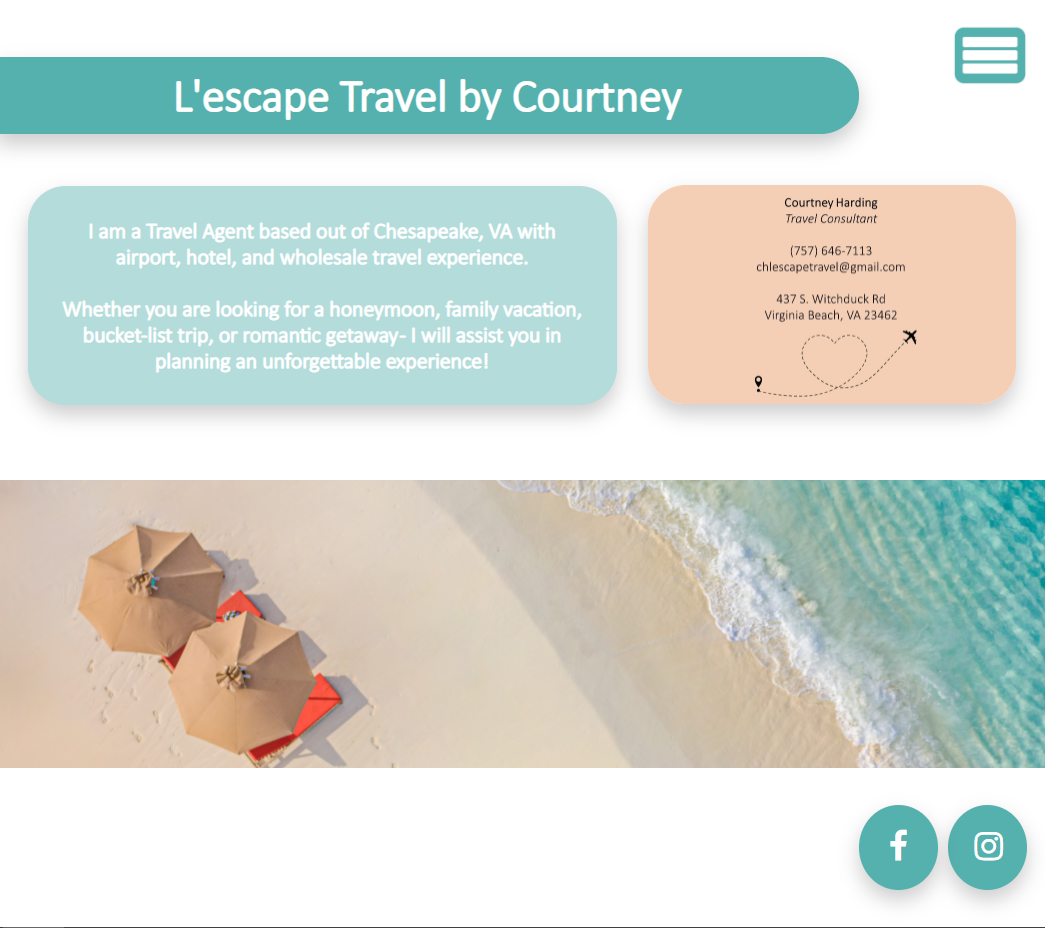 L'escape Travel by Courtney
I am a Travel Agent based out of Chesapeake, VA with
airport, hotel, and wholesale travel experience.
Whether you are looking for a honeymoon, family vacation,
bucket-list trip, or romantic getaway- I will assist you in
planning an unforgettable experience!
Courtney Harding
Travel Consultant
(757) 646-7113
chlescapetravel@gmail.com
437 S. Witchduck Rd
Virginia Beach, VA 23462